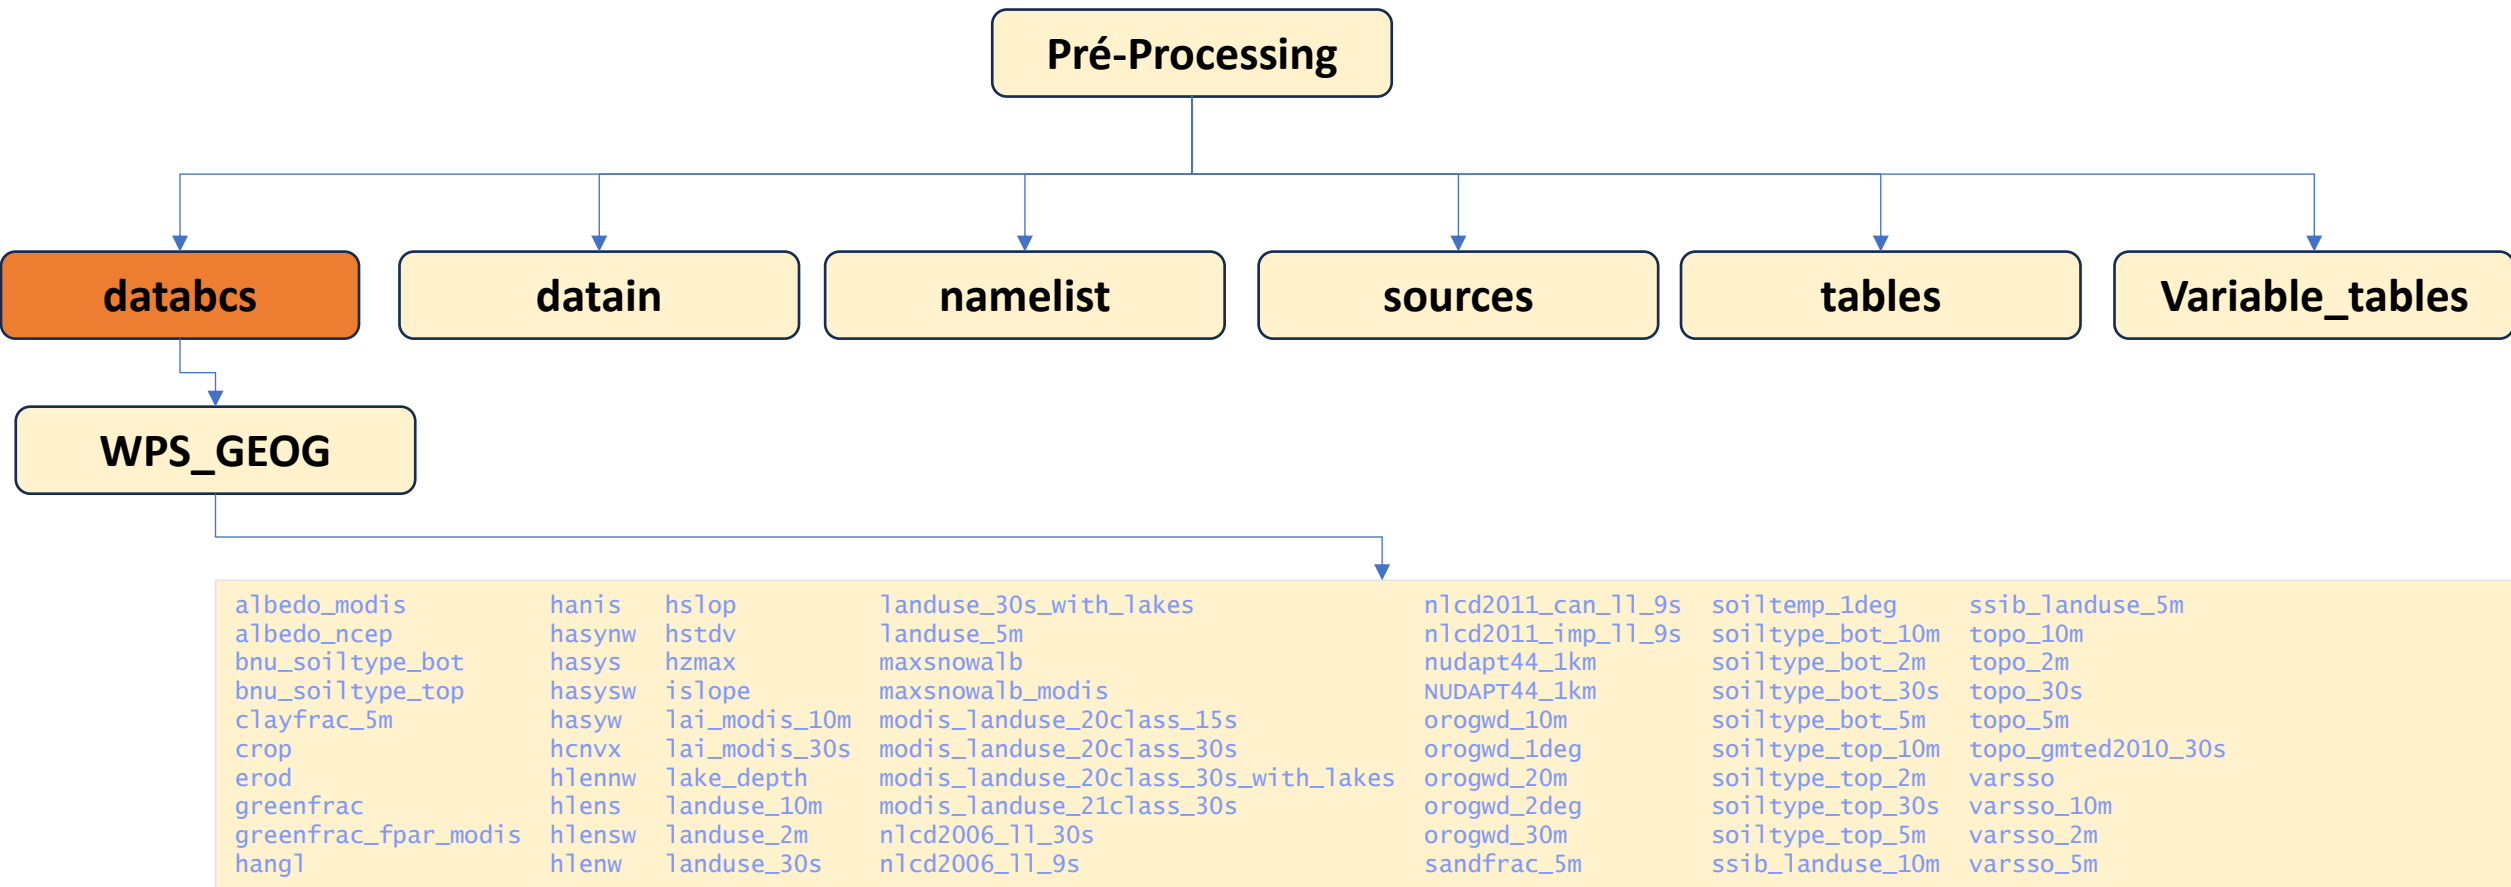 Pré-Processing
databcs datain namelist sources tables Variable_tables
WPS_GEOG
albedo_modis hanis hslop landuse_30s_with_lakes nlcd2011_can_ll_9s soiltemp_1deg ssib_landuse_5m
albedo_ncep hasynw hstdv landuse_5m nlcd2011_imp_ll_9s soiltype_bot_10m topo_10m
bnu_soiltype_bot hasys hzmax maxsnowalb nudapt44_1km soiltype_bot_2m topo_2m
bnu_soiltype_top hasysw islope maxsnowalb_modis NUDAPT44_1km soiltype_bot_30s topo_30s
clayfrac_5m hasyw lai_modis_10m modis_landuse_20class_15s orogwd_10m soiltype_bot_5m topo_5m
crop hcnvx lai_modis_30s modis_landuse_20class_30s orogwd_1deg soiltype_top_10m topo_gmted2010_30s
erod hlennw lake_depth modis_landuse_20class_30s_with_lakes orogwd_20m soiltype_top_2m varsso
greenfrac hlens landuse_10m modis_landuse_21class_30s orogwd_2deg soiltype_top_30s varsso_10m
greenfrac_fpar_modis hlensw landuse_2m nlcd2006_ll_30s orogwd_30m soiltype_top_5m varsso_2m
hangl hlenw landuse_30s nlcd2006_ll_9s sandfrac_5m ssib_landuse_10m varsso_5m